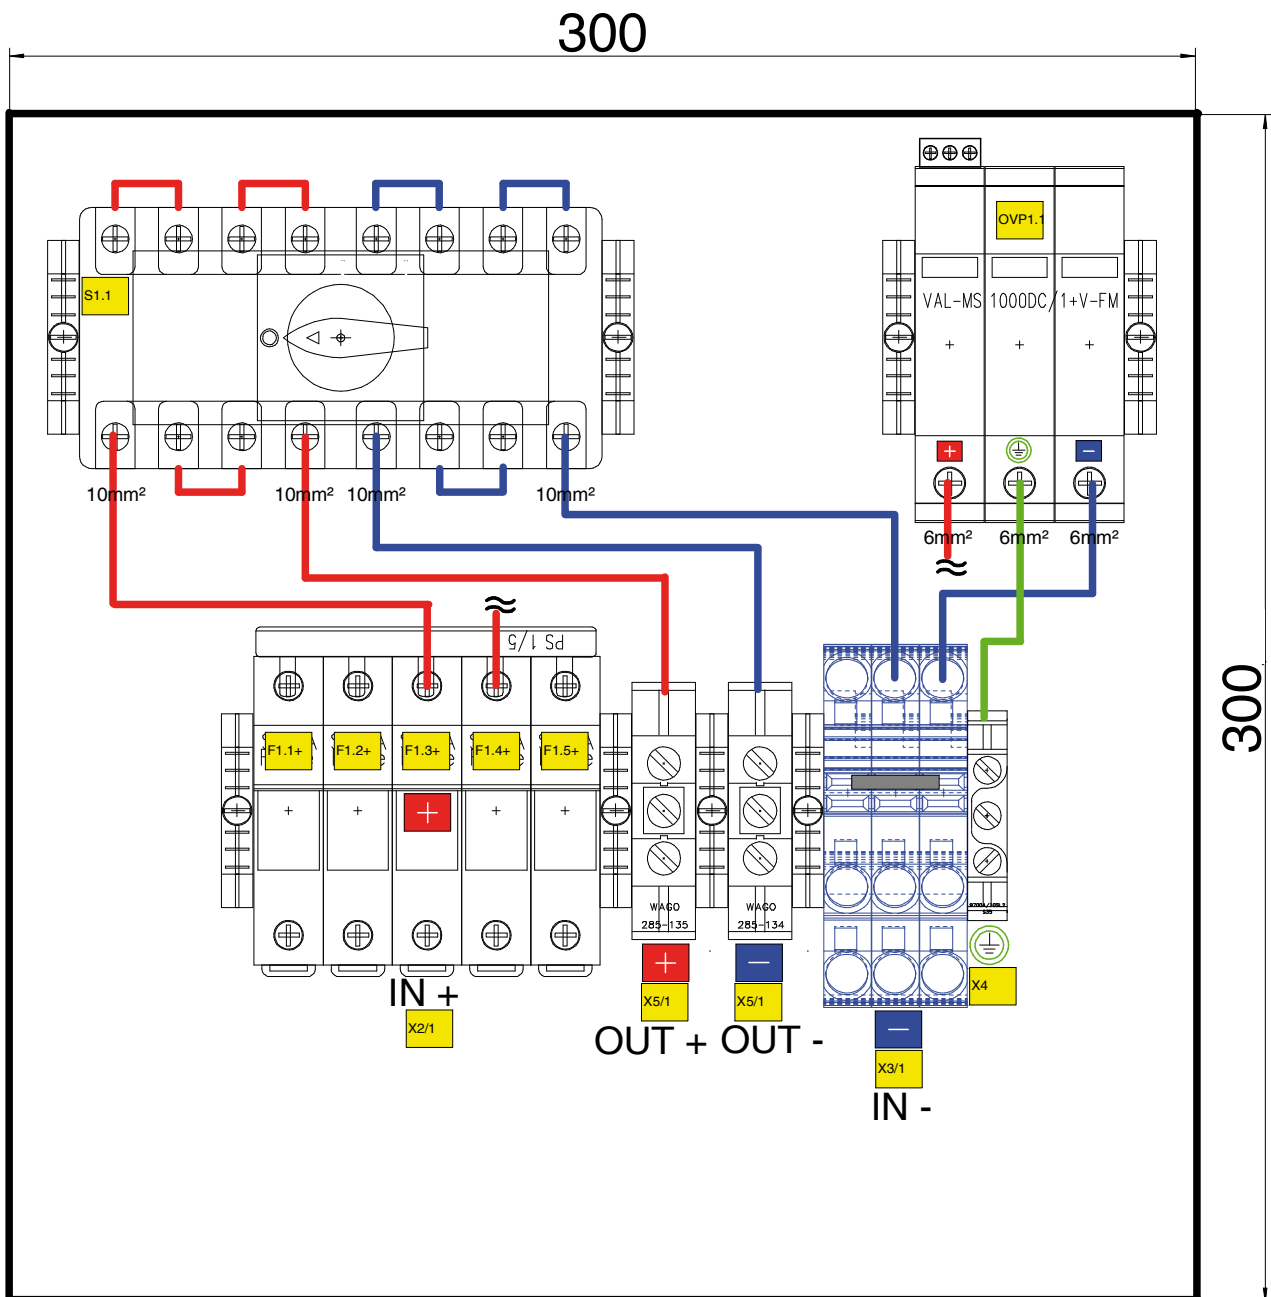 300
OVP1.1
S1.1
VAL-MS 1000DC/1+V-FM
+ −
10mm² 10mm² 10mm² 10mm²
6mm² 6mm² 6mm²
PS 1/5
300
F1.1+ F1.2+ F1.3+ F1.4+ F1.5+
+
WAGO WAGO
285-135 285-134
+ −
IN +
X4
X5/1 X5/1
X2/1
OUT + OUT -
−
X3/1
IN -